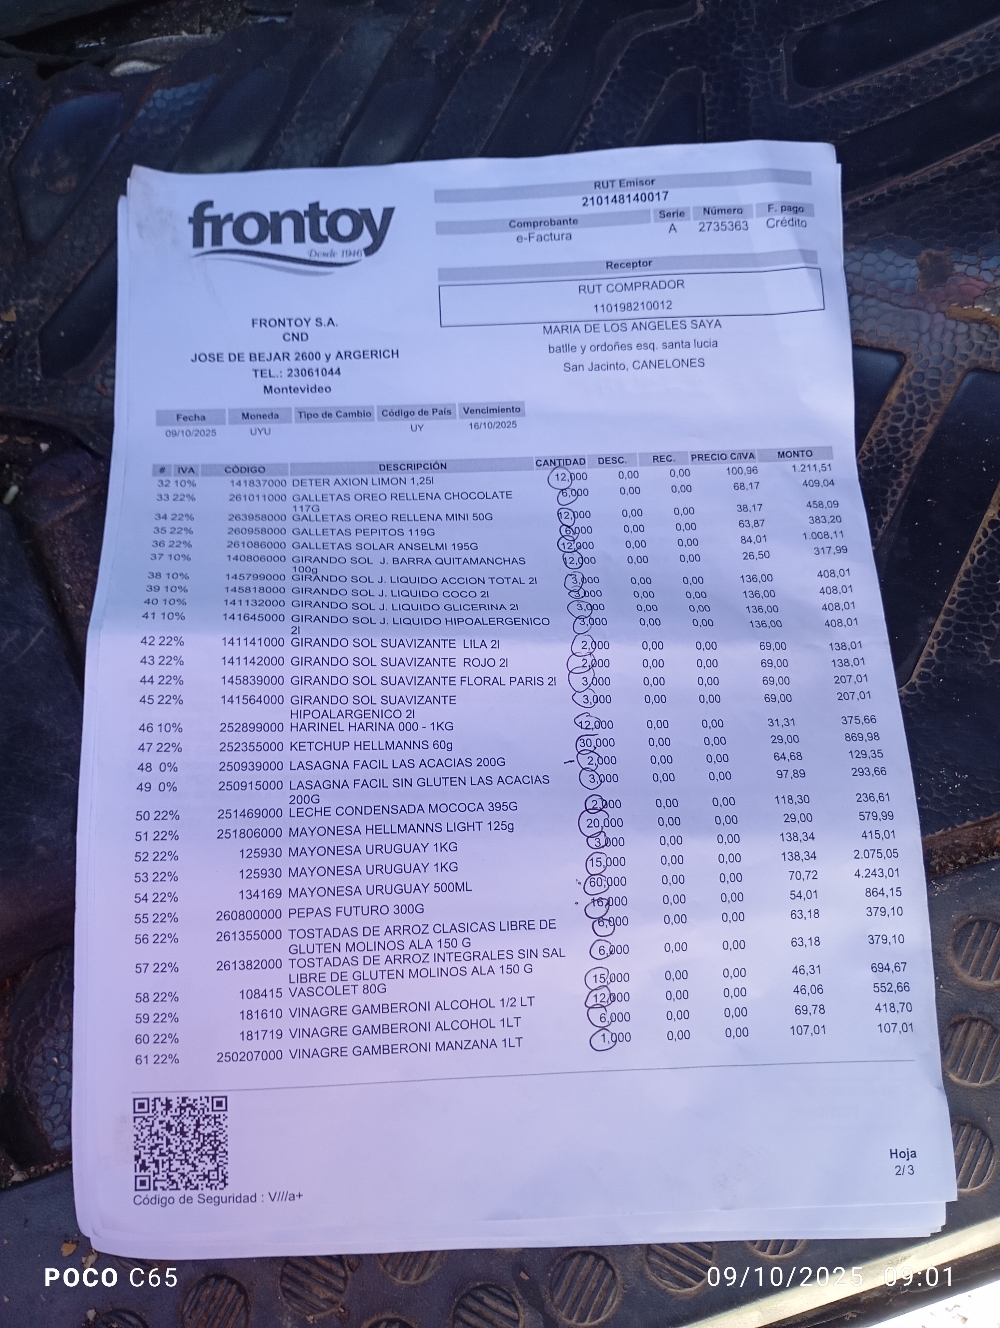 frontoy
Desde 1946
RUT Emisor
210148140017
Comprobante Serie Número F. pago
e-Factura A 2735363 Crédito
Receptor
RUT COMPRADOR
110198210012
MARIA DE LOS ANGELES SAYA
batlle y ordoñes esq. santa lucia
San Jacinto, CANELONES
FRONTOY S.A.
CND
JOSE DE BEJAR 2600 y ARGERICH
TEL.: 23061044
Montevideo
Fecha Moneda Tipo de Cambio Código de País Vencimiento
09/10/2025 UYU UY 16/10/2025
# IVA CÓDIGO DESCRIPCIÓN CANTIDAD DESC. REC. PRECIO C/IVA MONTO
32 10% 141837000 DETER AXION LIMON 1,25l 12,000 0,00 0,00 100,96 1.211,51
33 22% 261011000 GALLETAS OREO RELLENA CHOCOLATE 6,000 0,00 0,00 68,17 409,04
117G
34 22% 263958000 GALLETAS OREO RELLENA MINI 50G 12,000 0,00 0,00 38,17 458,09
35 22% 260958000 GALLETAS PEPITOS 119G 6,000 0,00 0,00 63,87 383,20
36 22% 261086000 GALLETAS SOLAR ANSELMI 195G 12,000 0,00 0,00 84,01 1.008,11
37 10% 140806000 GIRANDO SOL J. BARRA QUITAMANCHAS 12,000 0,00 0,00 26,50 317,99
100g
38 10% 145799000 GIRANDO SOL J. LIQUIDO ACCION TOTAL 2l 3,000 0,00 0,00 136,00 408,01
39 10% 145818000 GIRANDO SOL J. LIQUIDO COCO 2l 3,000 0,00 0,00 136,00 408,01
40 10% 141132000 GIRANDO SOL J. LIQUIDO GLICERINA 2l 3,000 0,00 0,00 136,00 408,01
41 10% 141645000 GIRANDO SOL J. LIQUIDO HIPOALERGENICO 3,000 0,00 0,00 136,00 408,01
2l
42 22% 141141000 GIRANDO SOL SUAVIZANTE LILA 2l 2,000 0,00 0,00 69,00 138,01
43 22% 141142000 GIRANDO SOL SUAVIZANTE ROJO 2l 2,000 0,00 0,00 69,00 138,01
44 22% 145839000 GIRANDO SOL SUAVIZANTE FLORAL PARIS 2l 3,000 0,00 0,00 69,00 207,01
45 22% 141564000 GIRANDO SOL SUAVIZANTE 3,000 0,00 0,00 69,00 207,01
HIPOALARGENICO 2l
46 10% 252899000 HARINEL HARINA 000 - 1KG 12,000 0,00 0,00 31,31 375,66
47 22% 252355000 KETCHUP HELLMANNS 60g 30,000 0,00 0,00 29,00 869,98
48 0% 250939000 LASAGNA FACIL LAS ACACIAS 200G 2,000 0,00 0,00 64,68 129,35
49 0% 250915000 LASAGNA FACIL SIN GLUTEN LAS ACACIAS 3,000 0,00 0,00 97,89 293,66
200G
50 22% 251469000 LECHE CONDENSADA MOCOCA 395G 2,000 0,00 0,00 118,30 236,61
51 22% 251806000 MAYONESA HELLMANNS LIGHT 125g 20,000 0,00 0,00 29,00 579,99
52 22% 125930 MAYONESA URUGUAY 1KG 3,000 0,00 0,00 138,34 415,01
53 22% 125930 MAYONESA URUGUAY 1KG 15,000 0,00 0,00 138,34 2.075,05
54 22% 134169 MAYONESA URUGUAY 500ML 60,000 0,00 0,00 70,72 4.243,01
55 22% 260800000 PEPAS FUTURO 300G 16,000 0,00 0,00 54,01 864,15
56 22% 261355000 TOSTADAS DE ARROZ CLASICAS LIBRE DE 6,000 0,00 0,00 63,18 379,10
GLUTEN MOLINOS ALA 150 G
57 22% 261382000 TOSTADAS DE ARROZ INTEGRALES SIN SAL 6,000 0,00 0,00 63,18 379,10
LIBRE DE GLUTEN MOLINOS ALA 150 G
58 22% 108415 VASCOLET 80G 15,000 0,00 0,00 46,31 694,67
59 22% 181610 VINAGRE GAMBERONI ALCOHOL 1/2 LT 12,000 0,00 0,00 46,06 552,66
60 22% 181719 VINAGRE GAMBERONI ALCOHOL 1LT 6,000 0,00 0,00 69,78 418,70
61 22% 250207000 VINAGRE GAMBERONI MANZANA 1LT 1,000 0,00 0,00 107,01 107,01
Código de Seguridad : V///a+
Hoja
2/3
POCO C65
09/10/2025 09:01